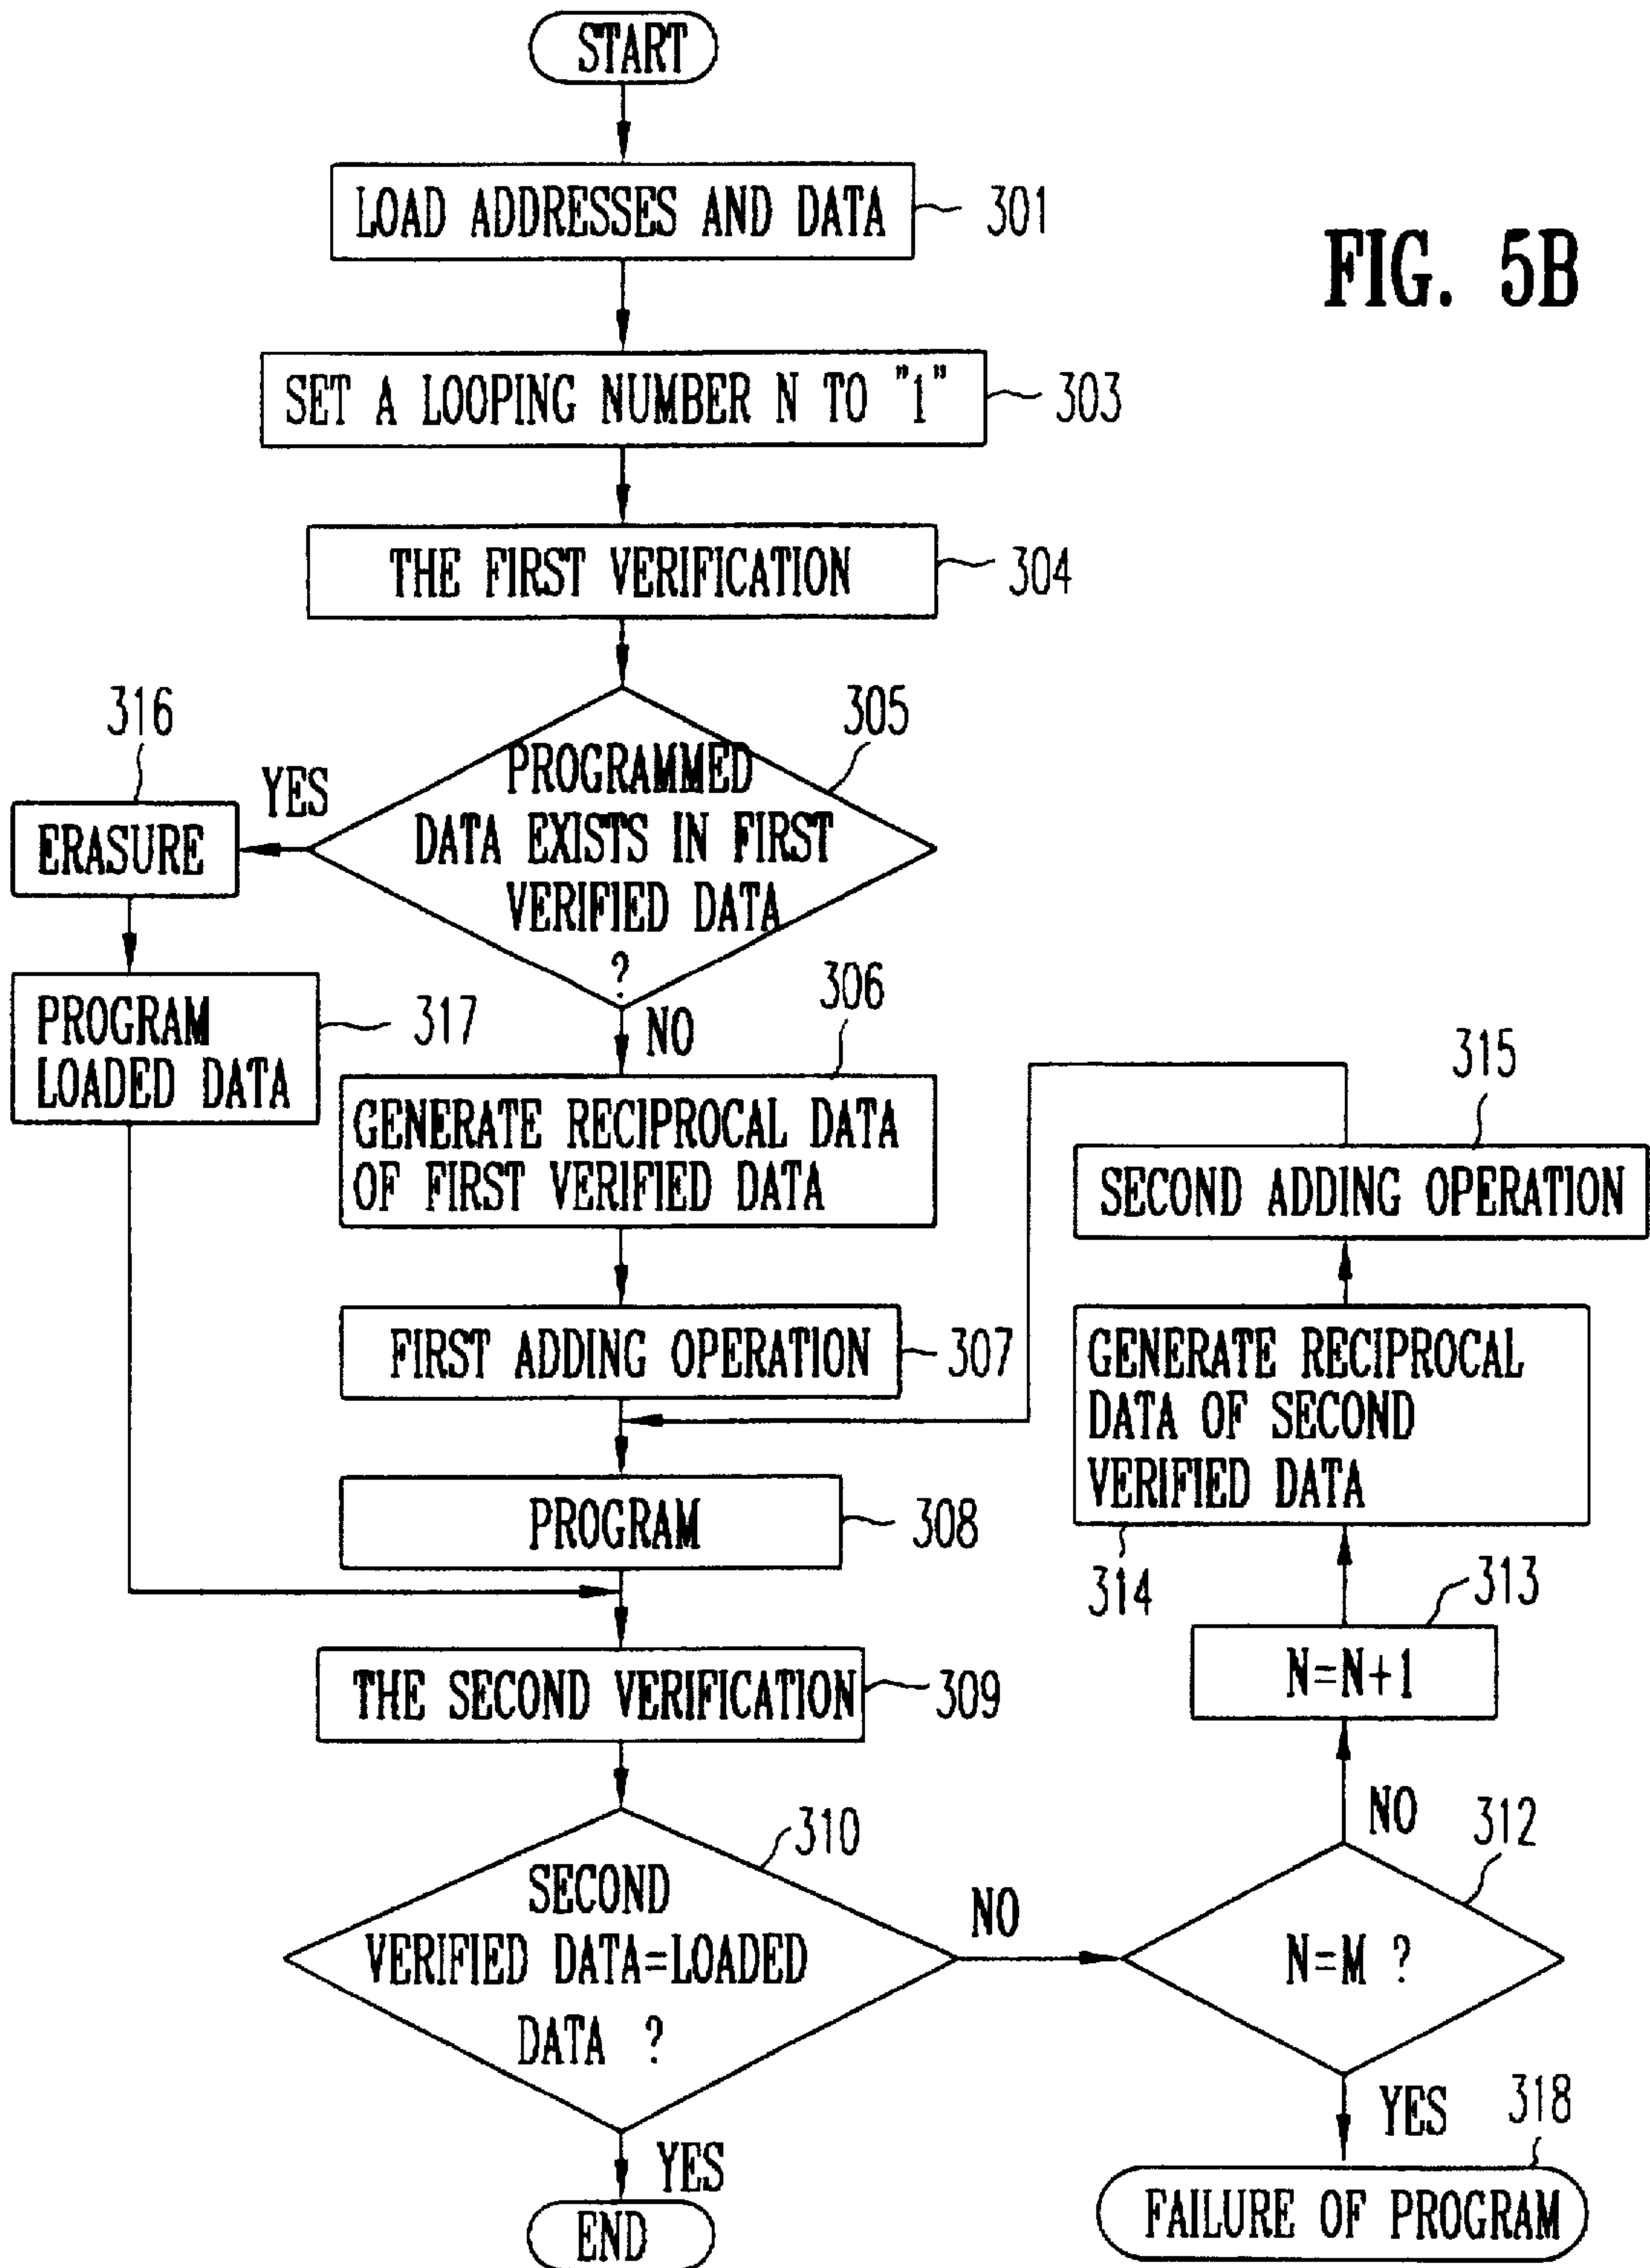 START
LOAD ADDRESSES AND DATA
301
FIG. 5B
SET A LOOPING NUMBER N TO "1"
303
THE FIRST VERIFICATION
304
316
305
YES
PROGRAMMED
DATA EXISTS IN FIRST
VERIFIED DATA
?
ERASURE
PROGRAM
LOADED DATA
317
NO
306
GENERATE RECIPROCAL DATA
OF FIRST VERIFIED DATA
315
SECOND ADDING OPERATION
FIRST ADDING OPERATION
307
GENERATE RECIPROCAL
DATA OF SECOND
VERIFIED DATA
314
PROGRAM
308
313
N=N+1
THE SECOND VERIFICATION
309
310
SECOND
VERIFIED DATA=LOADED
DATA ?
NO
NO
312
N=M ?
YES
END
YES
318
FAILURE OF PROGRAM